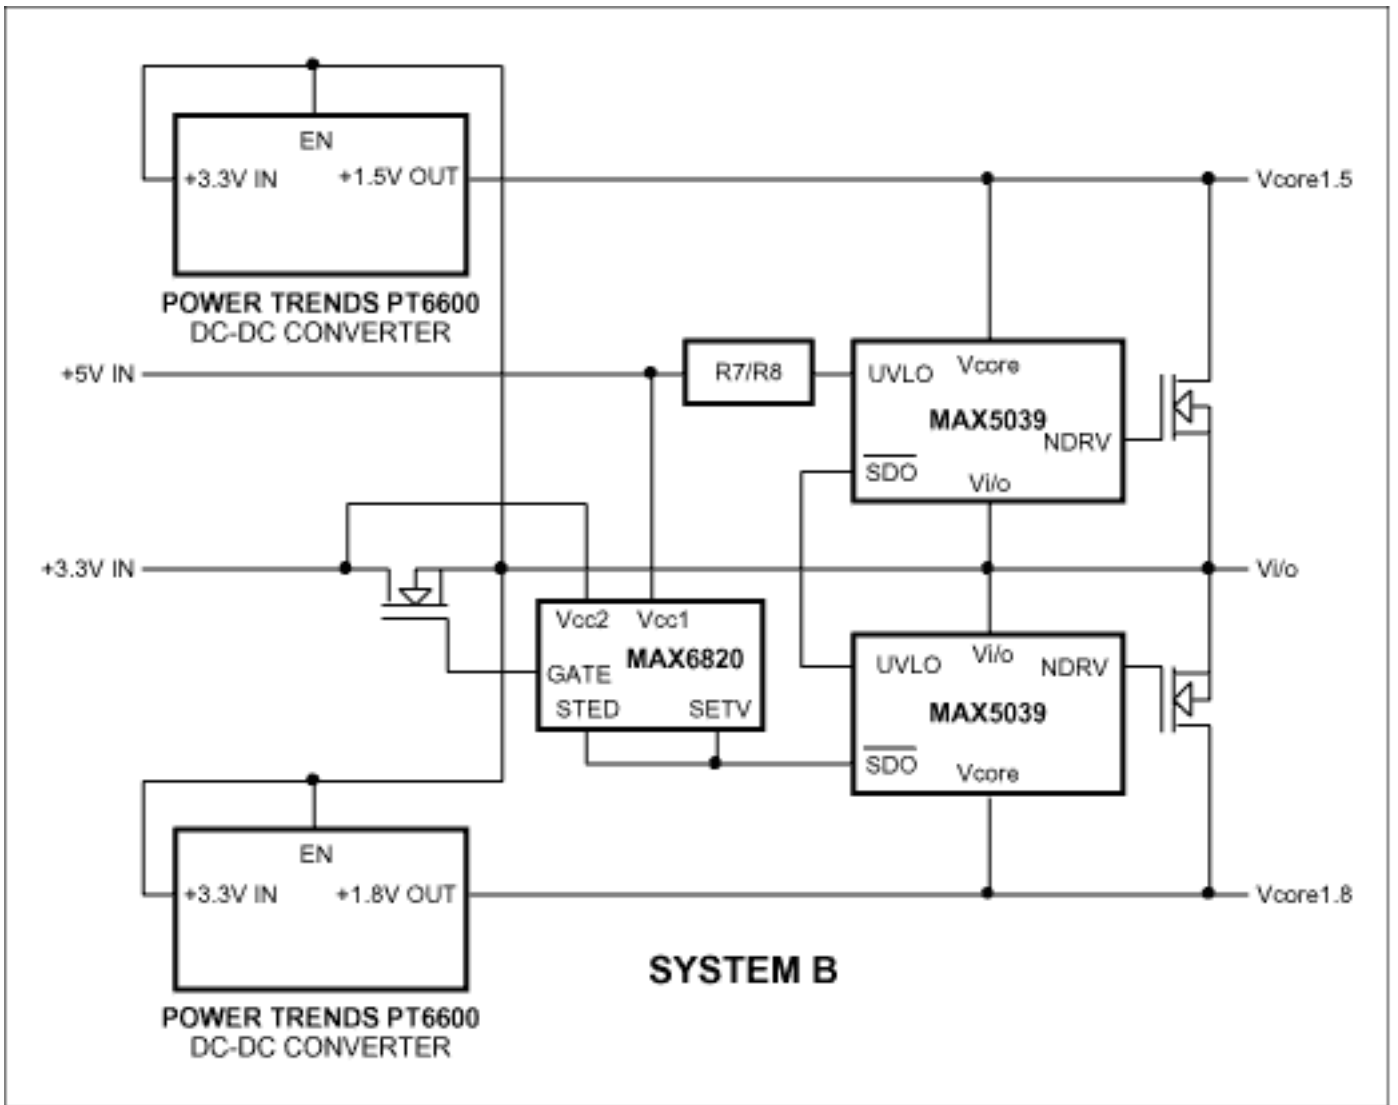 EN
+3.3V IN +1.5V OUT
Vcore1.5
POWER TRENDS PT6600
DC-DC CONVERTER
+5V IN
R7/R8
UVLO Vcore
MAX5039
NDRV
SDO
Vi/o
+3.3V IN
Vi/o
Vcc2 Vcc1
MAX6820
GATE
STED SETV
UVLO Vi/o NDRV
MAX5039
SDO
Vcore
EN
+3.3V IN +1.8V OUT
Vcore1.8
POWER TRENDS PT6600
DC-DC CONVERTER
SYSTEM B